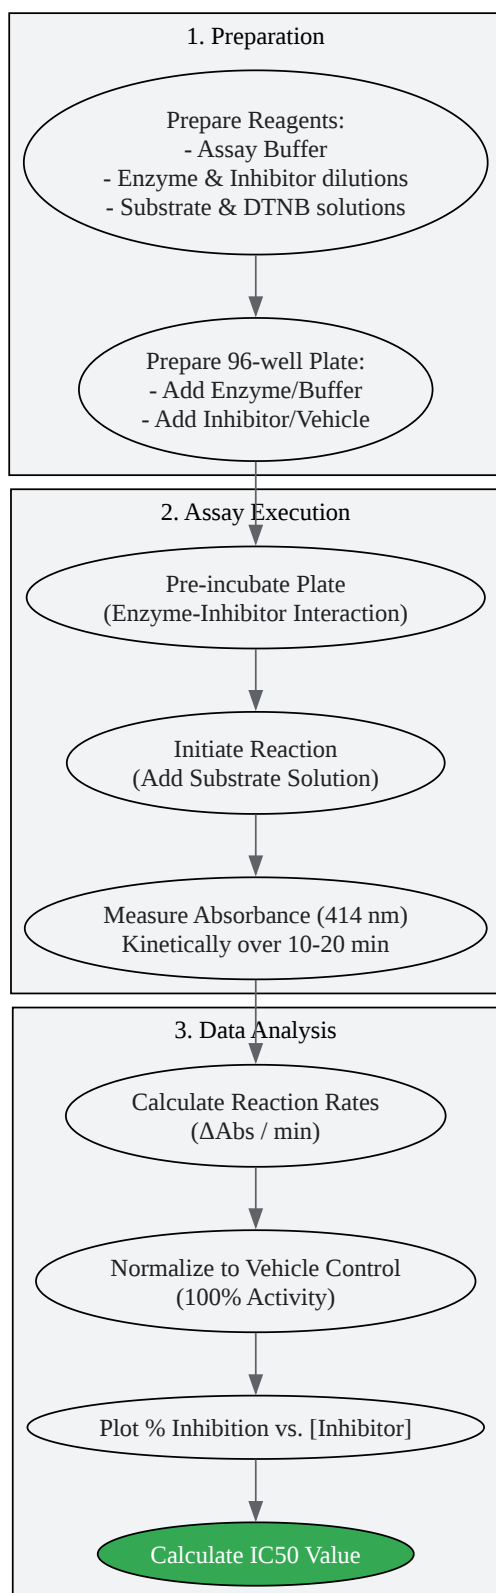 1. Preparation
Prepare Reagents:
- Assay Buffer
- Enzyme & Inhibitor dilutions
- Substrate & DTNB solutions
Prepare 96-well Plate:
- Add Enzyme/Buffer
- Add Inhibitor/Vehicle
2. Assay Execution
Pre-incubate Plate
(Enzyme-Inhibitor Interaction)
Initiate Reaction
(Add Substrate Solution)
Measure Absorbance (414 nm)
Kinetically over 10-20 min
3. Data Analysis
Calculate Reaction Rates
(ΔAbs / min)
Normalize to Vehicle Control
(100% Activity)
Plot % Inhibition vs. [Inhibitor]
Calculate IC50 Value